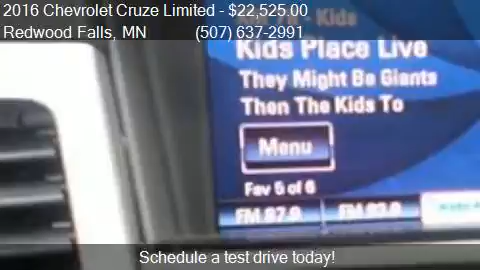 2016 Chevrolet Cruze Limited - $22,525.00
Redwood Falls, MN (507) 637-2991
- Kids
Kids Place Live
They Might Be Giants
Then The Kids To
Menu
Fav 5 of 6
FM 87.9
Schedule a test drive today!